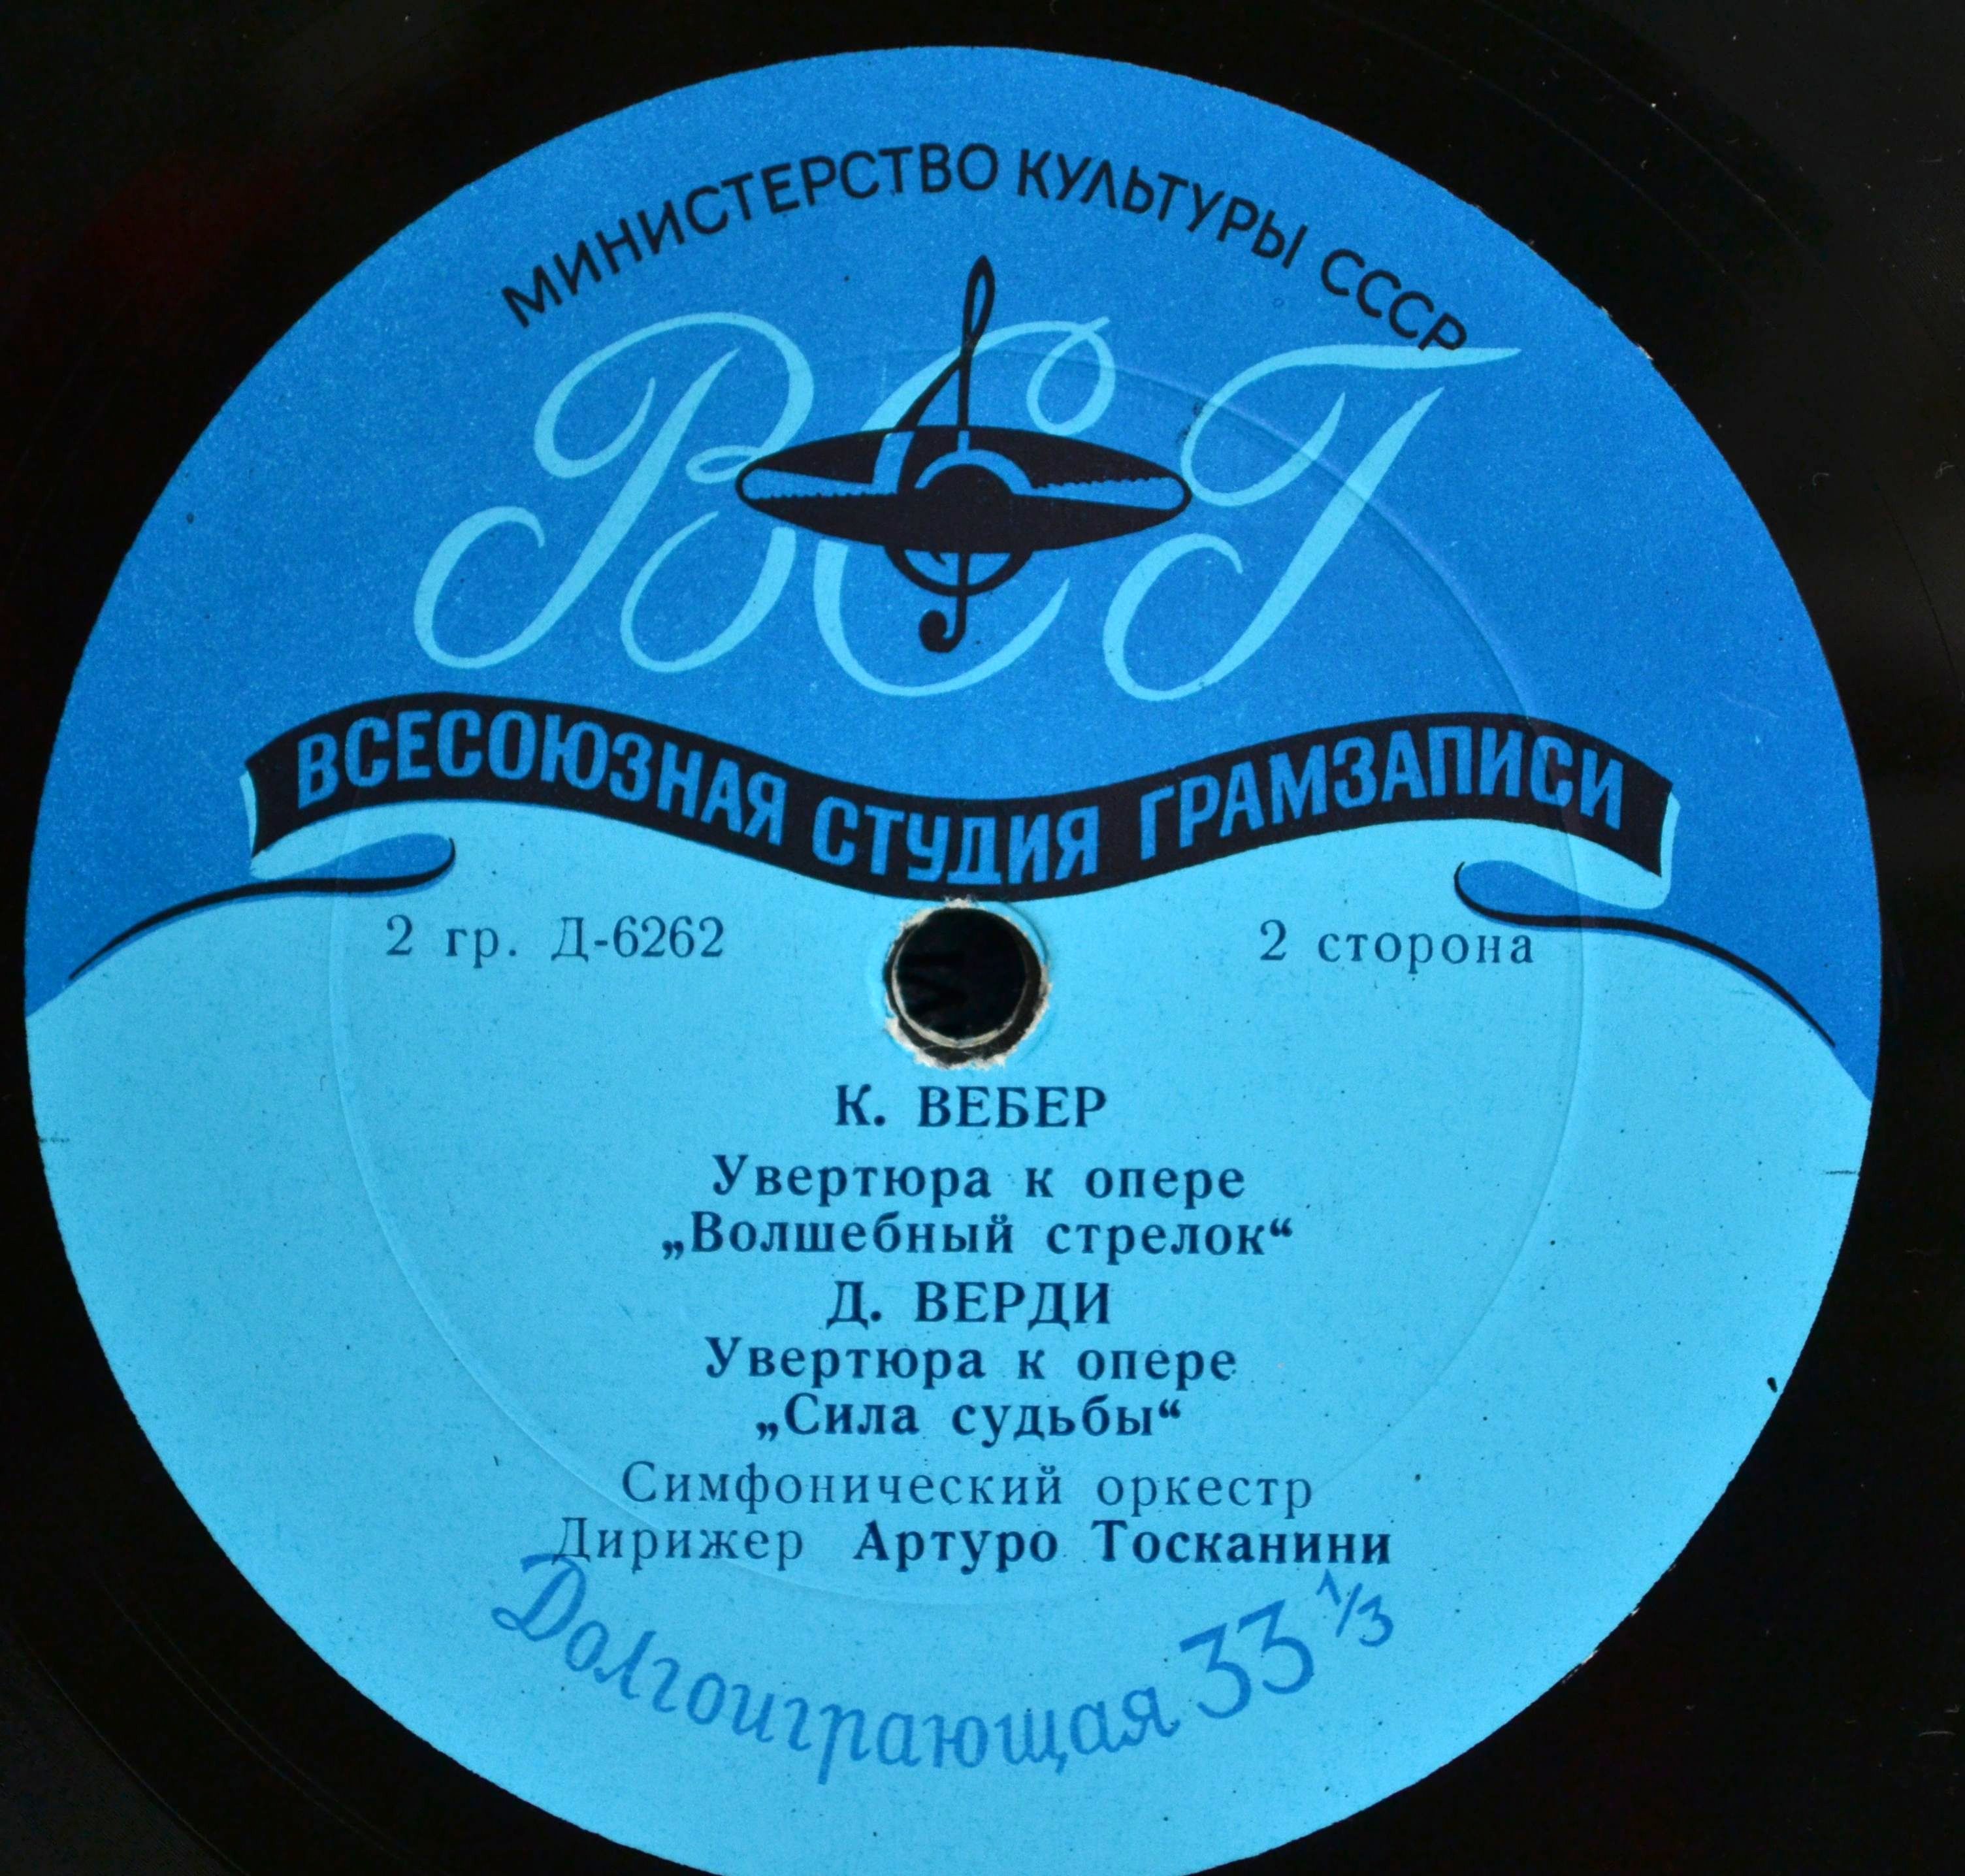 МИНИСТЕРСТВО КУЛЬТУРЫ СССР
ВСГ
ВСЕСОЮЗНАЯ СТУДИЯ ГРАМЗАПИСИ
2 гр. Д-6262
2 сторона
К. ВЕБЕР
Увертюра к опере
„Волшебный стрелок“
Д. ВЕРДИ
Увертюра к опере
„Сила судьбы“
Симфонический оркестр
Дирижер Артуро Тосканини
Долгоиграющая 33 1/3